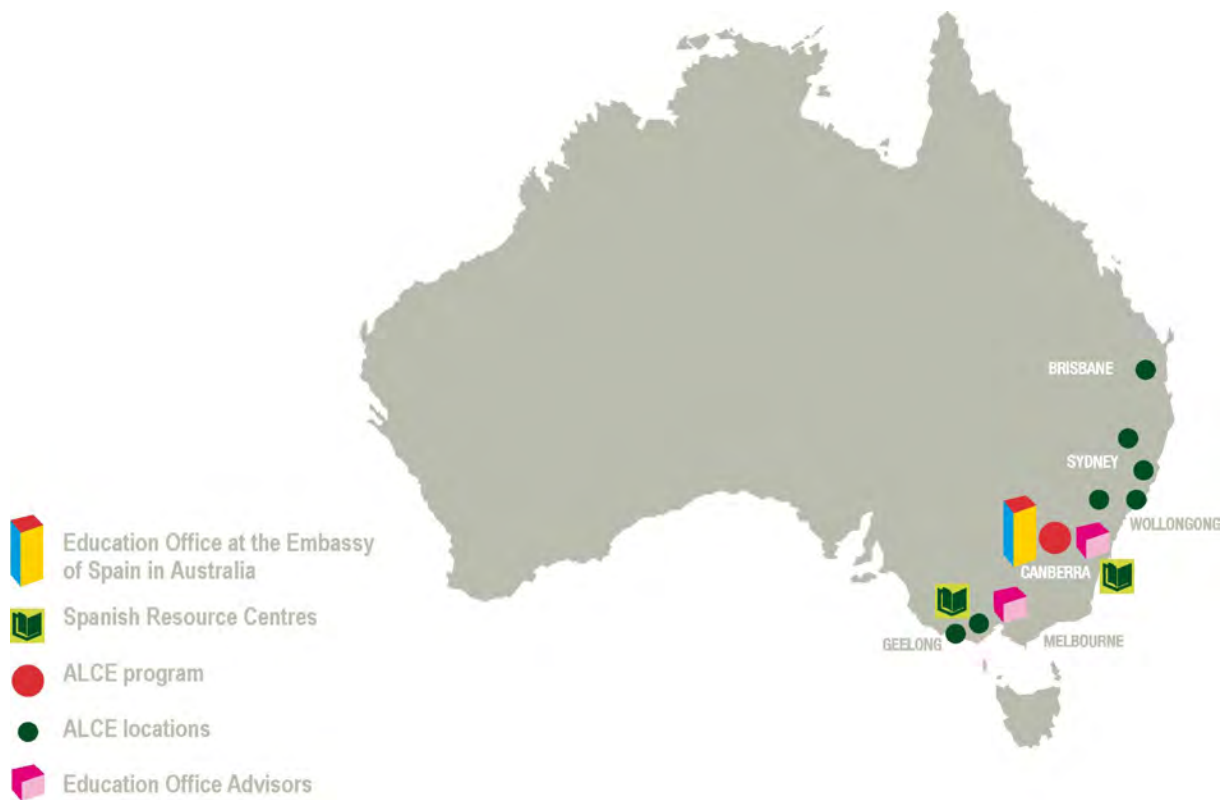 BRISBANE
SYDNEY
WOLLONGONG
CANBERRA
GEELONG
MELBOURNE
Education Office at the Embassy
of Spain in Australia
Spanish Resource Centres
ALCE program
ALCE locations
Education Office Advisors